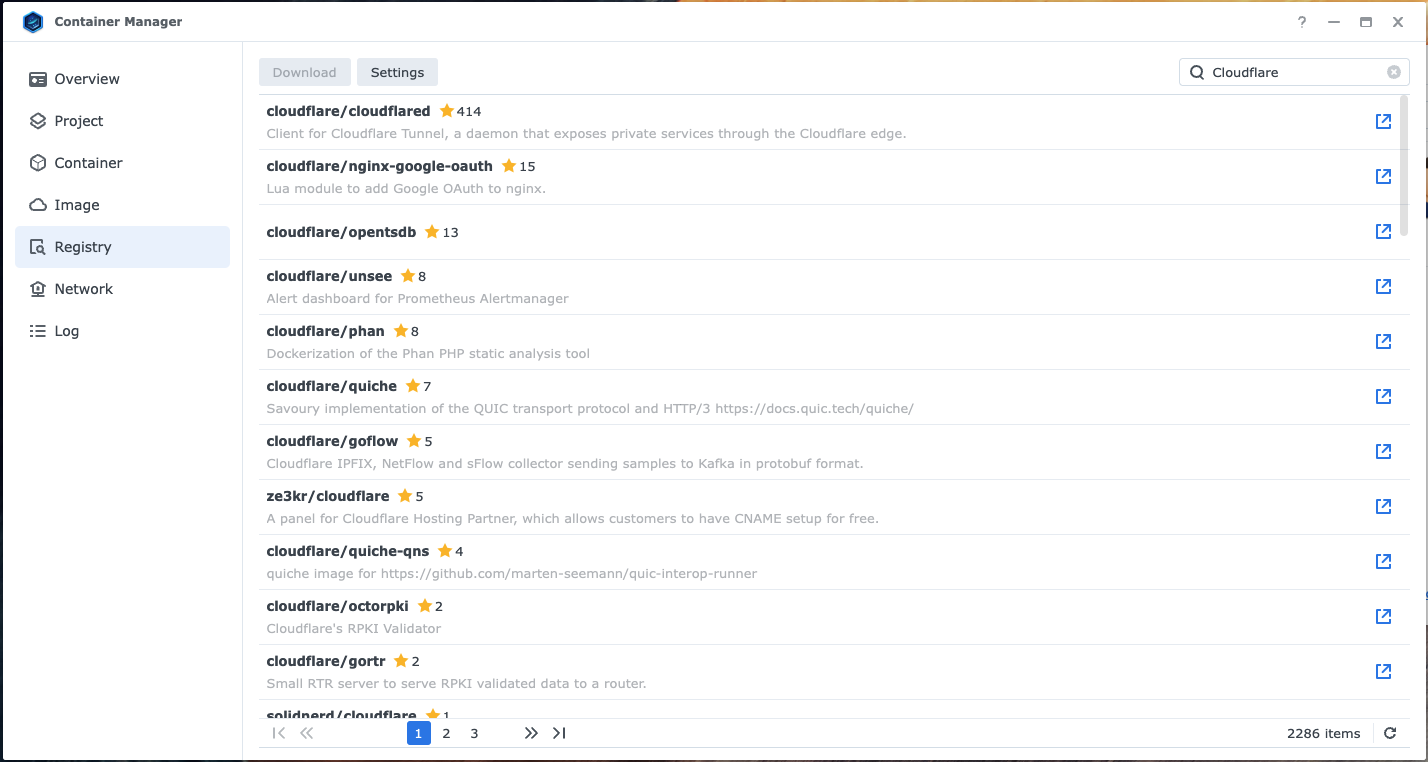 Container Manager
?
Overview
Project
Container
Image
Registry
Network
Log
Download
Settings
Cloudflare
cloudflare/cloudflared 414
Client for Cloudflare Tunnel, a daemon that exposes private services through the Cloudflare edge.
cloudflare/nginx-google-oauth 15
Lua module to add Google OAuth to nginx.
cloudflare/opentsdb 13
cloudflare/unsee 8
Alert dashboard for Prometheus Alertmanager
cloudflare/phan 8
Dockerization of the Phan PHP static analysis tool
cloudflare/quiche 7
Savoury implementation of the QUIC transport protocol and HTTP/3 https://docs.quic.tech/quiche/
cloudflare/goflow 5
Cloudflare IPFIX, NetFlow and sFlow collector sending samples to Kafka in protobuf format.
ze3kr/cloudflare 5
A panel for Cloudflare Hosting Partner, which allows customers to have CNAME setup for free.
cloudflare/quiche-qns 4
quiche image for https://github.com/marten-seemann/quic-interop-runner
cloudflare/octorpki 2
Cloudflare's RPKI Validator
cloudflare/gortr 2
Small RTR server to serve RPKI validated data to a router.
solidnerd/cloudflare 1
1 2 3
2286 items